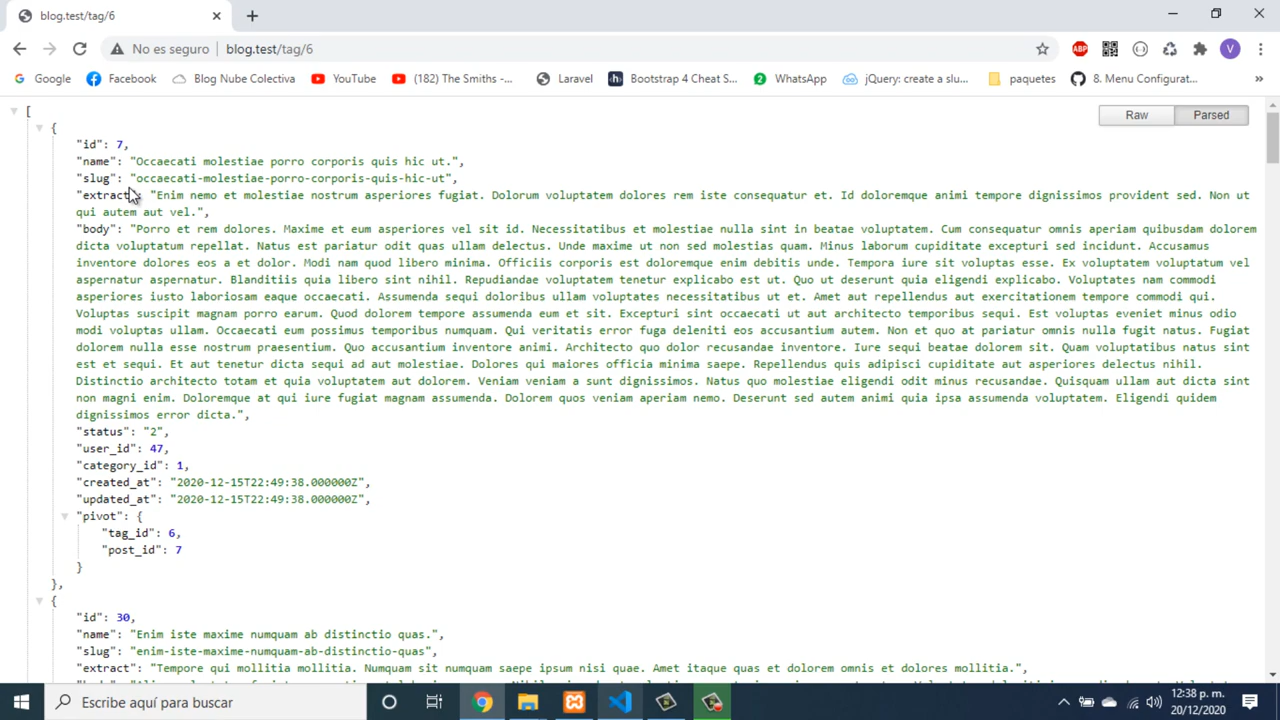 blog.test/tag/6
No es seguro blog.test/tag/6 ABP V
Google Facebook Blog Nube Colectiva YouTube (182) The Smiths -... Laravel Bootstrap 4 Cheat S... 2 WhatsApp jQuery: create a slu... paquetes 8. Menu Configurat... »
Raw Parsed
[
{
"id": 7,
"name": "Occaecati molestiae porro corporis quis hic ut.",
"slug": "occaecati-molestiae-porro-corporis-quis-hic-ut",
"extract": "Enim nemo et molestiae nostrum asperiores fugiat. Dolorum voluptatem dolores rem iste consequatur et. Id doloremque animi tempore dignissimos provident sed. Non ut
qui autem aut vel.",
"body": "Porro et rem dolores. Maxime et eum asperiores vel sit id. Necessitatibus et molestiae nulla sint in beatae voluptatem. Cum consequatur omnis aperiam quibusdam dolorem
dicta voluptatum repellat. Natus est pariatur odit quas ullam delectus. Unde maxime ut non sed molestias quam. Minus laborum cupiditate excepturi sed incidunt. Accusamus
inventore dolores eos a et dolor. Modi nam quod libero minima. Officiis corporis est doloremque enim debitis unde. Tempora iure sit voluptas esse. Ex voluptatem voluptatum vel
aspernatur aspernatur. Blanditiis quia libero sint nihil. Repudiandae voluptatem tenetur explicabo est ut. Quo ut deserunt quia eligendi explicabo. Voluptates nam commodi
asperiores iusto laboriosam eaque occaecati. Assumenda sequi doloribus ullam voluptates necessitatibus ut et. Amet aut repellendus aut exercitationem tempore commodi qui.
Voluptas suscipit magnam porro earum. Quod dolorem tempore assumenda eum et sit. Excepturi sint occaecati ut aut architecto temporibus sequi. Est voluptas eveniet minus odio
modi voluptas ullam. Occaecati eum possimus temporibus numquam. Qui veritatis error fuga deleniti eos accusantium autem. Non et quo at pariatur omnis nulla fugit natus. Fugiat
dolorem nulla esse nostrum praesentium. Quo accusantium inventore animi. Architecto quo dolor recusandae inventore. Iure sequi beatae dolorem sit. Quam voluptatibus natus sint
est et sequi. Et aut tenetur dicta sequi ad aut molestiae. Dolores qui maiores officia minima saepe. Repellendus quis adipisci cupiditate aut asperiores delectus nihil.
Distinctio architecto totam et quia voluptatem aut dolorem. Veniam veniam a sunt dignissimos. Natus quo molestiae eligendi odit minus recusandae. Quisquam ullam aut dicta sint
non magni enim. Doloremque at qui iure fugiat magnam assumenda. Dolorem quos veniam aperiam nemo. Deserunt sed autem animi quia ipsa assumenda voluptatem. Eligendi quidem
dignissimos error dicta.",
"status": "2",
"user_id": 47,
"category_id": 1,
"created_at": "2020-12-15T22:49:38.000000Z",
"updated_at": "2020-12-15T22:49:38.000000Z",
"pivot": {
"tag_id": 6,
"post_id": 7
}
},
{
"id": 30,
"name": "Enim iste maxime numquam ab distinctio quas.",
"slug": "enim-iste-maxime-numquam-ab-distinctio-quas",
"extract": "Tempore qui mollitia mollitia. Numquam sit numquam saepe ipsum nisi quae. Amet itaque quas et dolorem omnis et dolores mollitia.",
Escribe aquí para buscar 12:38 p. m.
20/12/2020